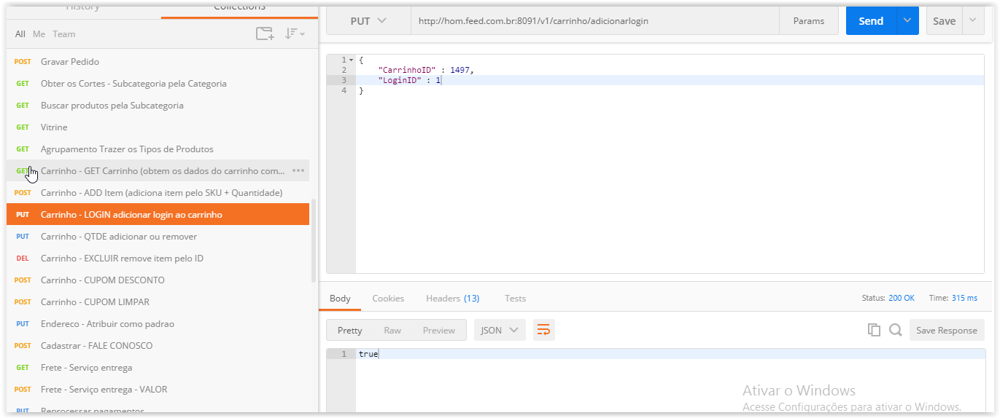 History Collections
All Me Team
POST Gravar Pedido
GET Obter os Cortes - Subcategoria pela Categoria
GET Buscar produtos pela Subcategoria
GET Vitrine
GET Agrupamento Trazer os Tipos de Produtos
GET Carrinho - GET Carrinho (obtem os dados do carrinho com...
POST Carrinho - ADD Item (adiciona item pelo SKU + Quantidade)
PUT Carrinho - LOGIN adicionar login ao carrinho
PUT Carrinho - QTDE adicionar ou remover
DEL Carrinho - EXCLUIR remove item pelo ID
POST Carrinho - CUPOM DESCONTO
POST Carrinho - CUPOM LIMPAR
PUT Endereco - Atribuir como padrao
POST Cadastrar - FALE CONOSCO
GET Frete - Serviço entrega
POST Frete - Serviço entrega - VALOR
PUT Reprocessar pagamentos
PUT http://hom.feed.com.br:8091/v1/carrinho/adicionarlogin Params Send Save
1 {
2 "CarrinhoID" : 1497,
3 "LoginID" : 1
4 }
Body Cookies Headers (13) Tests Status: 200 OK Time: 315 ms
Pretty Raw Preview JSON Save Response
1 true
Ativar o Windows
Acesse Configurações para ativar o Windows.